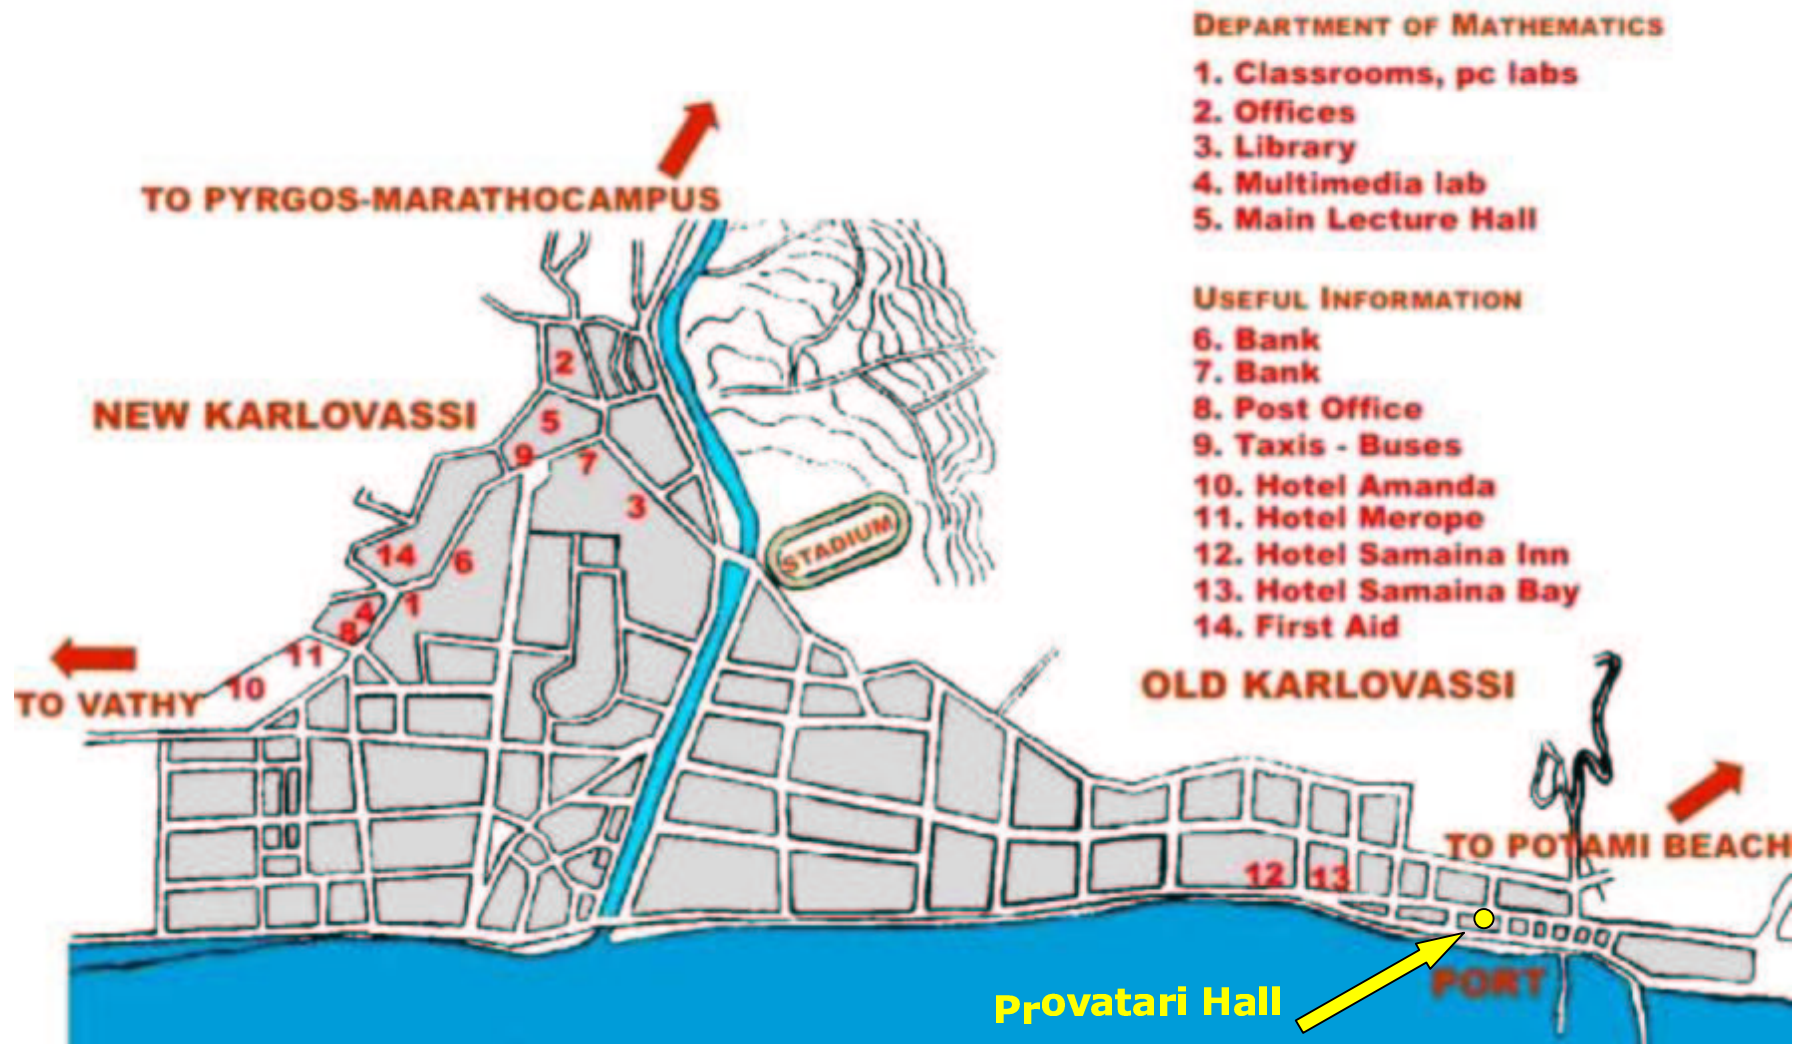 DEPARTMENT OF MATHEMATICS
1. Classrooms, pc labs
2. Offices
3. Library
4. Multimedia lab
5. Main Lecture Hall
USEFUL INFORMATION
6. Bank
7. Bank
8. Post Office
9. Taxis - Buses
10. Hotel Amanda
11. Hotel Merope
12. Hotel Samaina Inn
13. Hotel Samaina Bay
14. First Aid
TO PYRGOS-MARATHOCAMPUS
NEW KARLOVASSI
2
5
9
7
3
14
6
4
1
8
11
10
STADIUM
TO VATHY
OLD KARLOVASSI
TO POTAMI BEACH
12
13
PORT
Provatari Hall